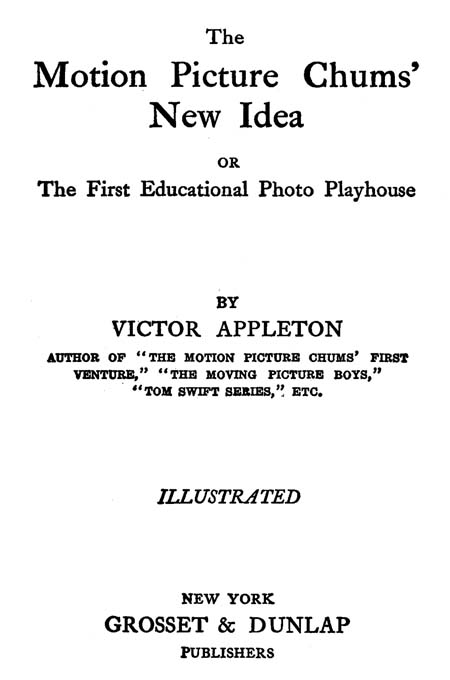 The
Motion Picture Chums'
New Idea
OR
The First Educational Photo Playhouse
BY
VICTOR APPLETON
AUTHOR OF "THE MOTION PICTURE CHUMS' FIRST
VENTURE," "THE MOVING PICTURE BOYS,"
"TOM SWIFT SERIES," ETC.
ILLUSTRATED
NEW YORK
GROSSET & DUNLAP
PUBLISHERS